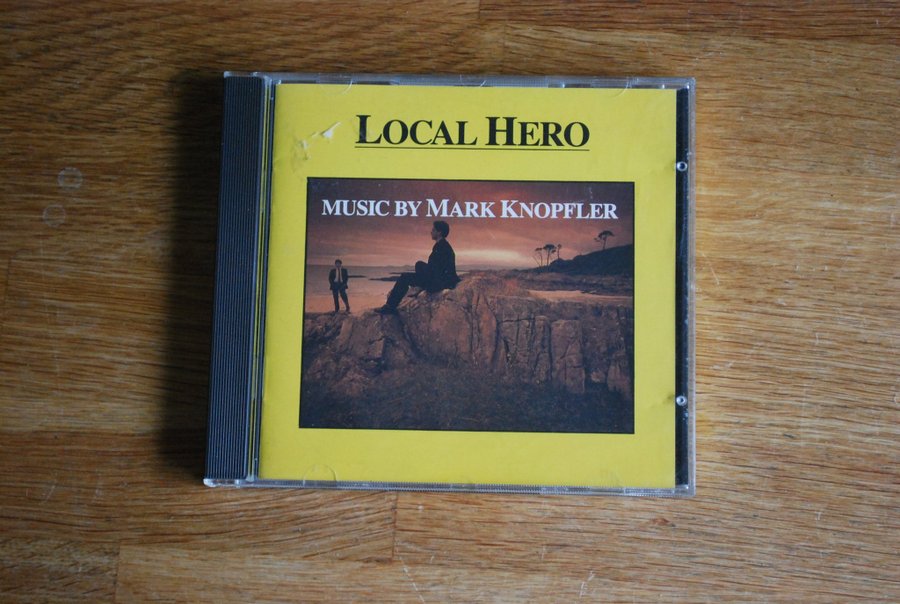 LOCAL HERO
MUSIC BY MARK KNOPFLER